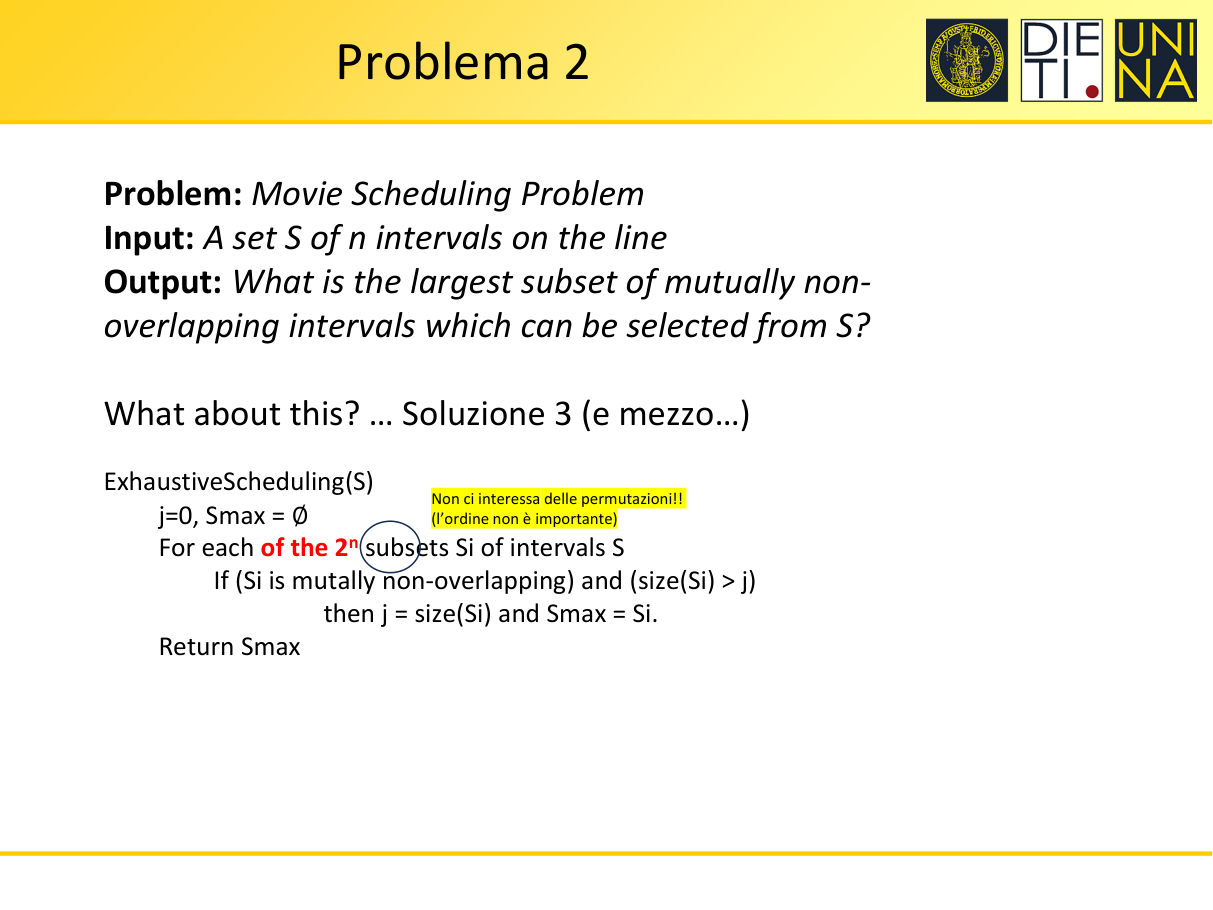 Problema 2
DIE
TI.
UNI
NA
Problem: Movie Scheduling Problem
Input: A set S of n intervals on the line
Output: What is the largest subset of mutually non-
overlapping intervals which can be selected from S?
What about this? … Soluzione 3 (e mezzo…)
ExhaustiveScheduling(S)
Non ci interessa delle permutazioni!!
(l’ordine non è importante)
j=0, Smax = Ø
For each of the 2ⁿ subsets Si of intervals S
If (Si is mutally non-overlapping) and (size(Si) > j)
then j = size(Si) and Smax = Si.
Return Smax